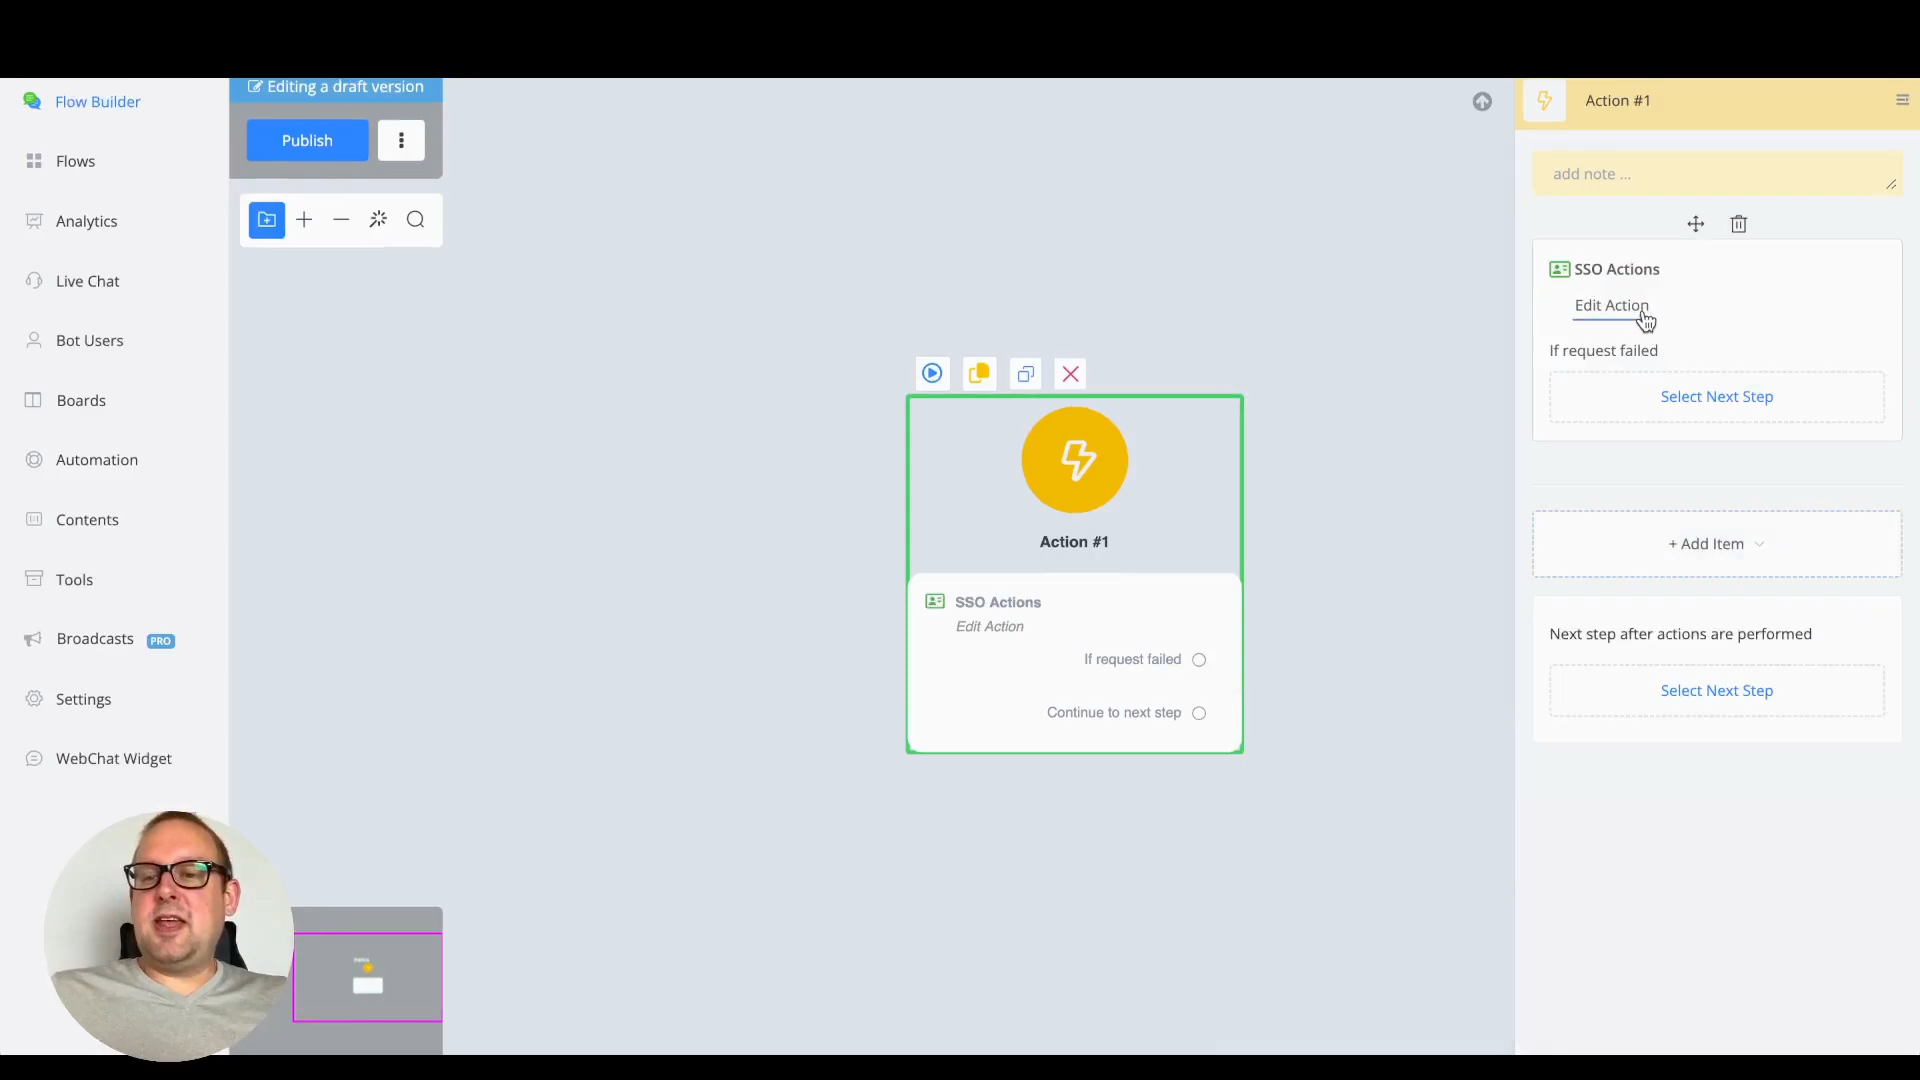 Flow Builder
Flows
Analytics
Live Chat
Bot Users
Boards
Automation
Contents
Tools
Broadcasts PRO
Settings
WebChat Widget
Editing a draft version
Publish
Action #1
SSO Actions
Edit Action
If request failed
Continue to next step
Action #1
add note ...
SSO Actions
Edit Action
If request failed
Select Next Step
+ Add Item
Next step after actions are performed
Select Next Step